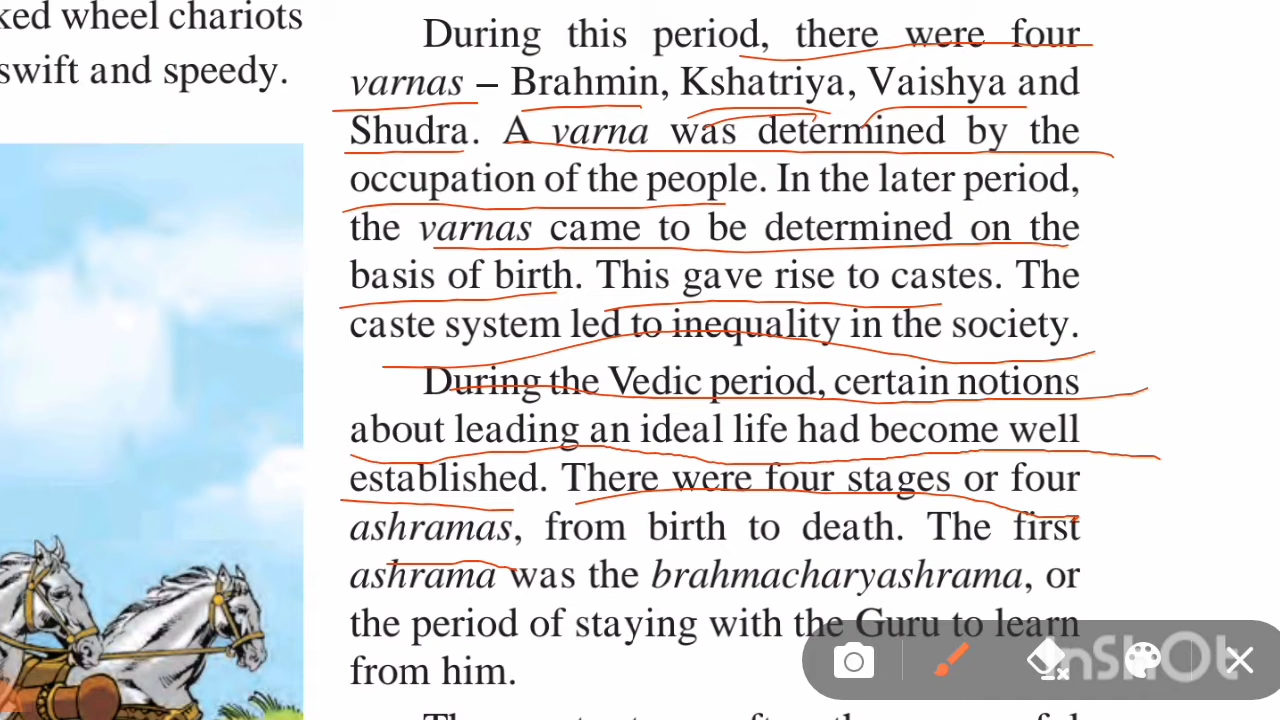 ked wheel chariots
swift and speedy.
During this period, there were four
varnas – Brahmin, Kshatriya, Vaishya and
Shudra. A varna was determined by the
occupation of the people. In the later period,
the varnas came to be determined on the
basis of birth. This gave rise to castes. The
caste system led to inequality in the society.
During the Vedic period, certain notions
about leading an ideal life had become well
established. There were four stages or four
ashramas, from birth to death. The first
ashrama was the brahmacharyashrama, or
the period of staying with the Guru to learn
from him.
InShOt